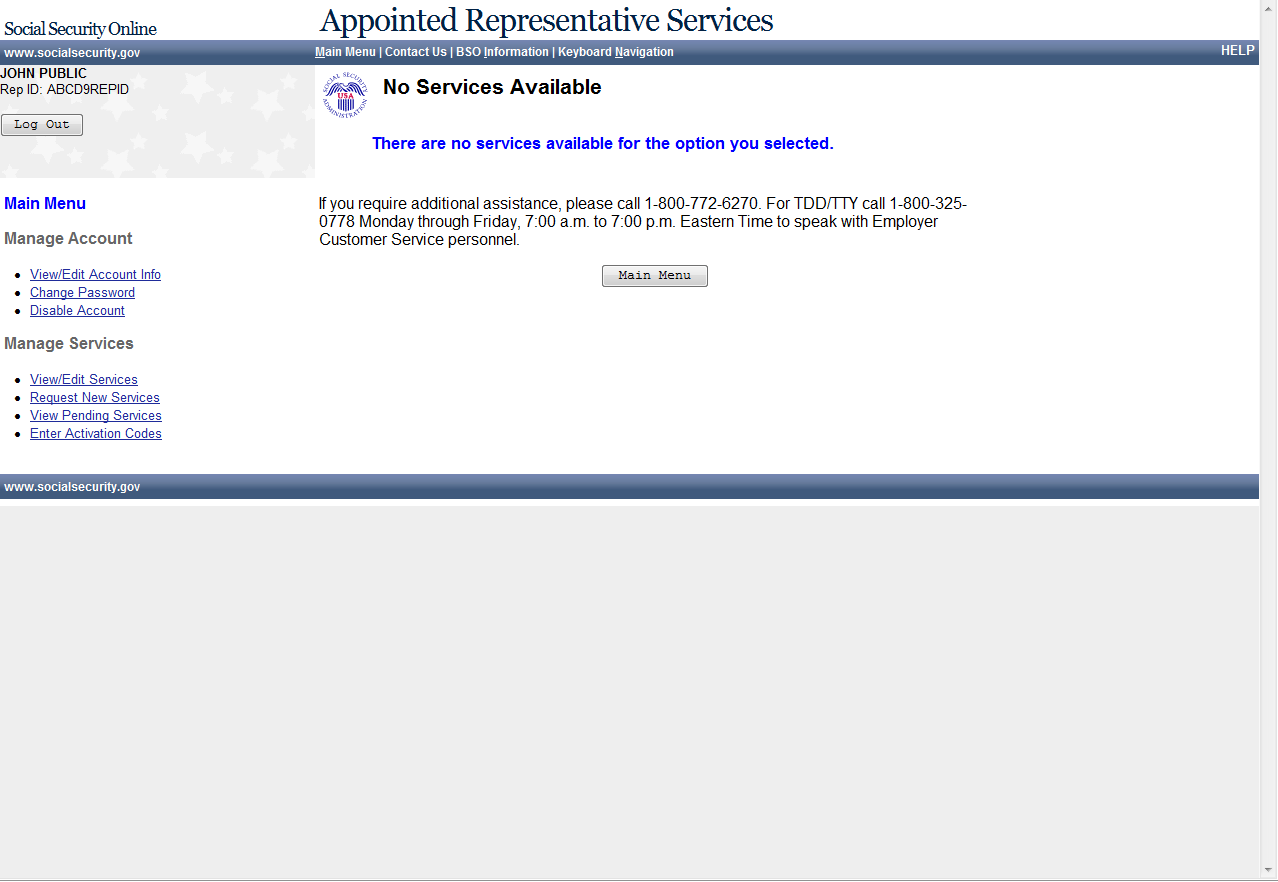 Social Security Online
Appointed Representative Services
www.socialsecurity.gov
Main Menu | Contact Us | BSO Information | Keyboard Navigation
HELP
JOHN PUBLIC
Rep ID: ABCD9REPID
Log Out
SOCIAL SECURITY
USA
ADMINISTRATION
No Services Available
There are no services available for the option you selected.
Main Menu
Manage Account
View/Edit Account Info
Change Password
Disable Account
Manage Services
View/Edit Services
Request New Services
View Pending Services
Enter Activation Codes
If you require additional assistance, please call 1-800-772-6270. For TDD/TTY call 1-800-325-
0778 Monday through Friday, 7:00 a.m. to 7:00 p.m. Eastern Time to speak with Employer
Customer Service personnel.
Main Menu
www.socialsecurity.gov